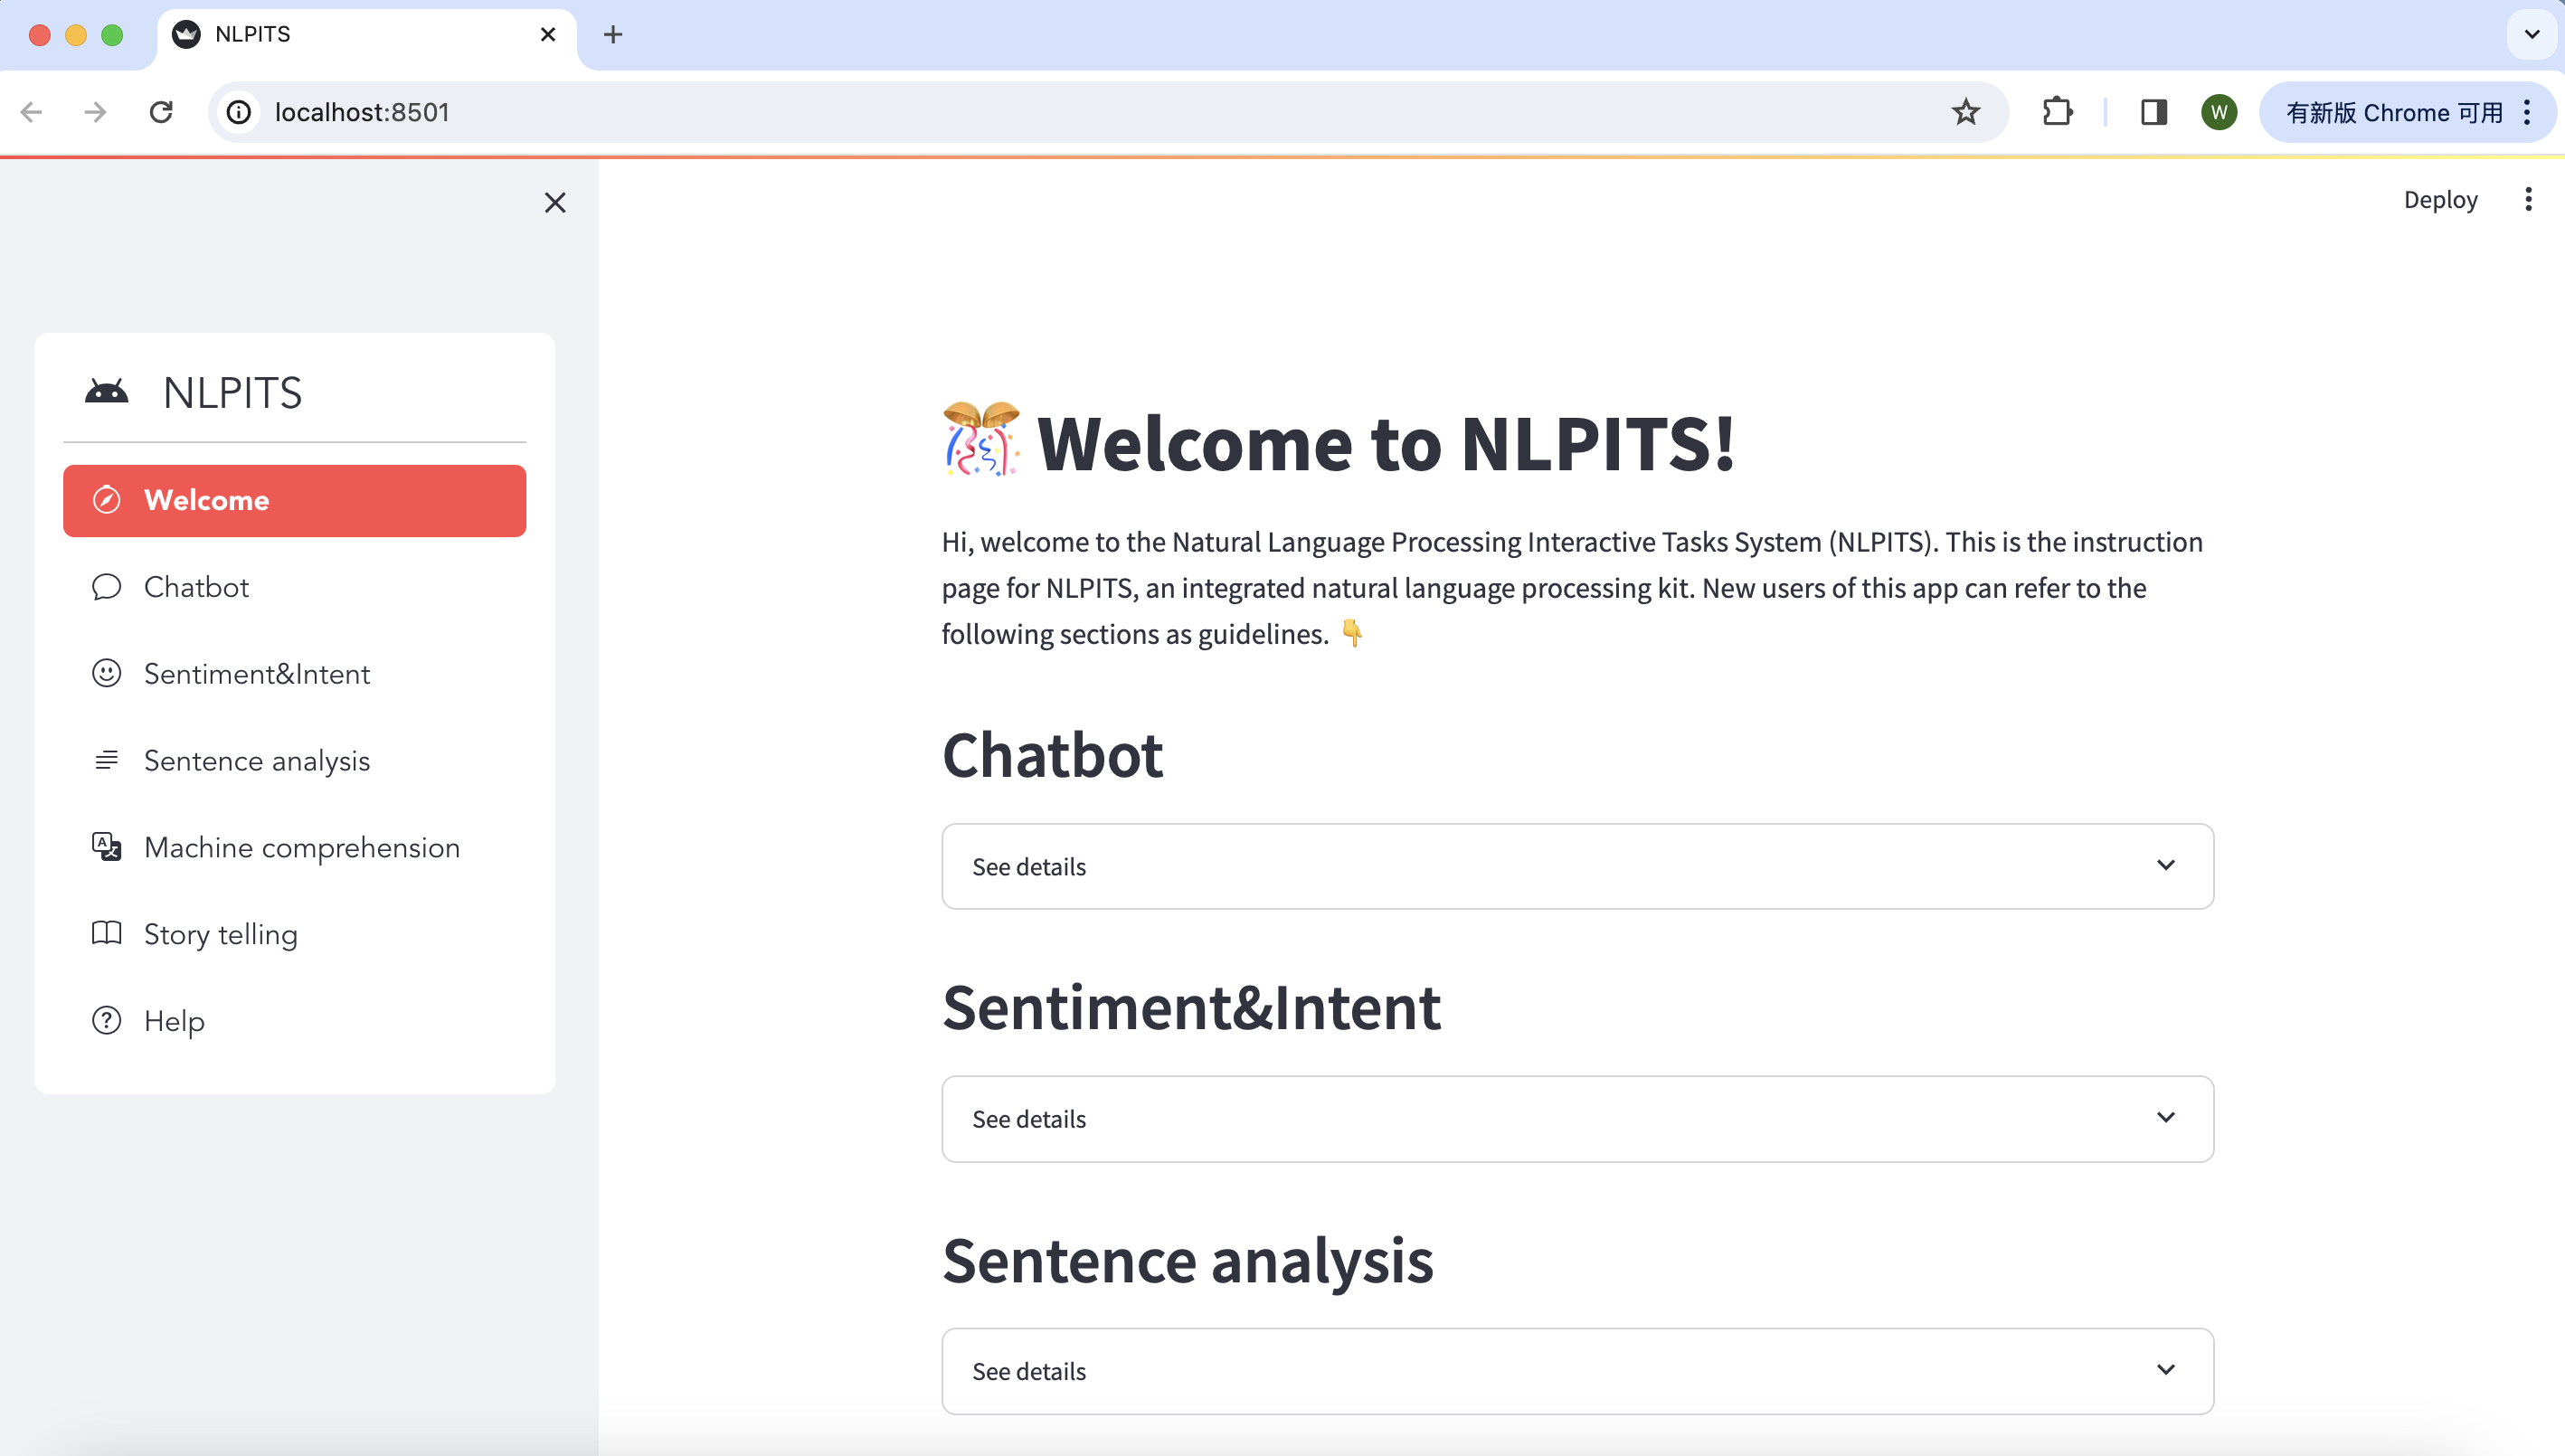 NLPITS
localhost:8501
W
有新版 Chrome 可用
Deploy
NLPITS
Welcome
Chatbot
Sentiment&Intent
Sentence analysis
Machine comprehension
Story telling
Help
Welcome to NLPITS!
Hi, welcome to the Natural Language Processing Interactive Tasks System (NLPITS). This is the instruction
page for NLPITS, an integrated natural language processing kit. New users of this app can refer to the
following sections as guidelines. 👇
Chatbot
See details
Sentiment&Intent
See details
Sentence analysis
See details